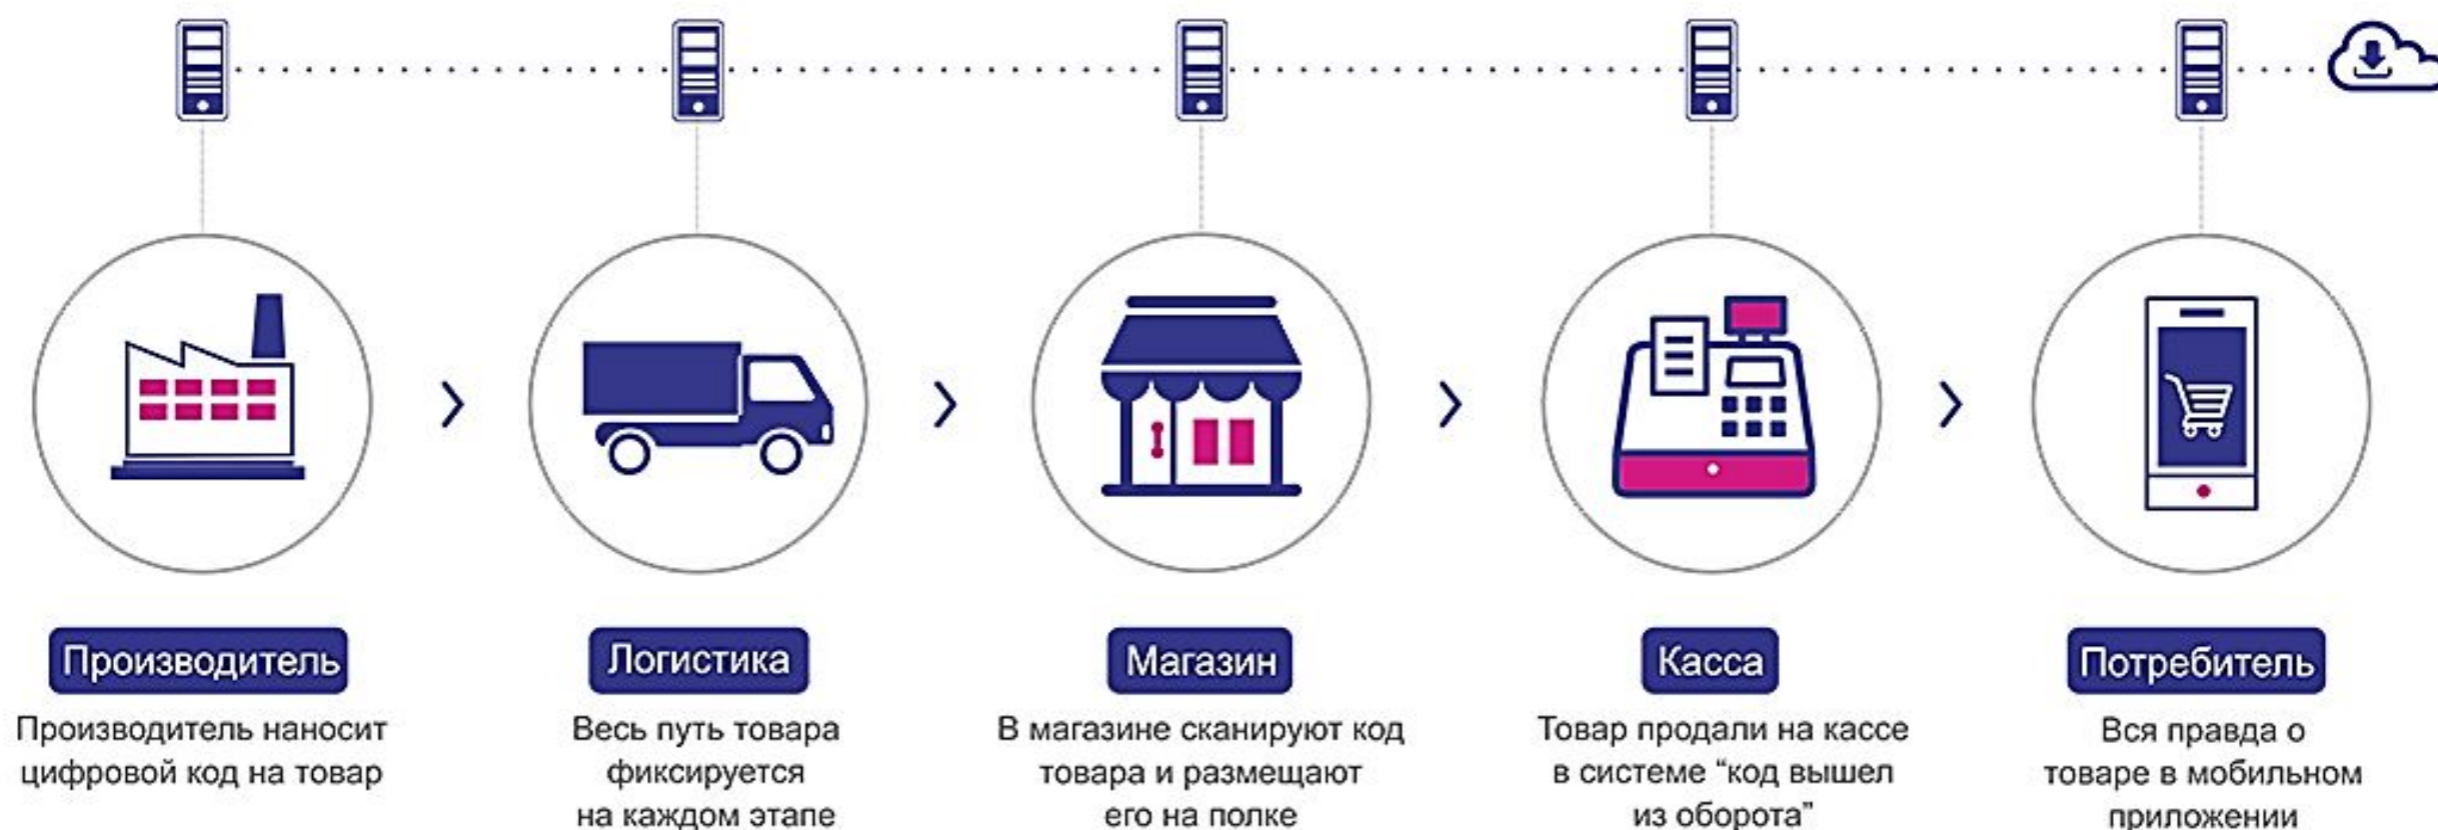 Производитель
Производитель наносит
цифровой код на товар
Логистика
Весь путь товара
фиксируется
на каждом этапе
Магазин
В магазине сканируют код
товара и размещают
его на полке
Касса
Товар продали на кассе
в системе “код вышел
из оборота”
Потребитель
Вся правда о
товаре в мобильном
приложении